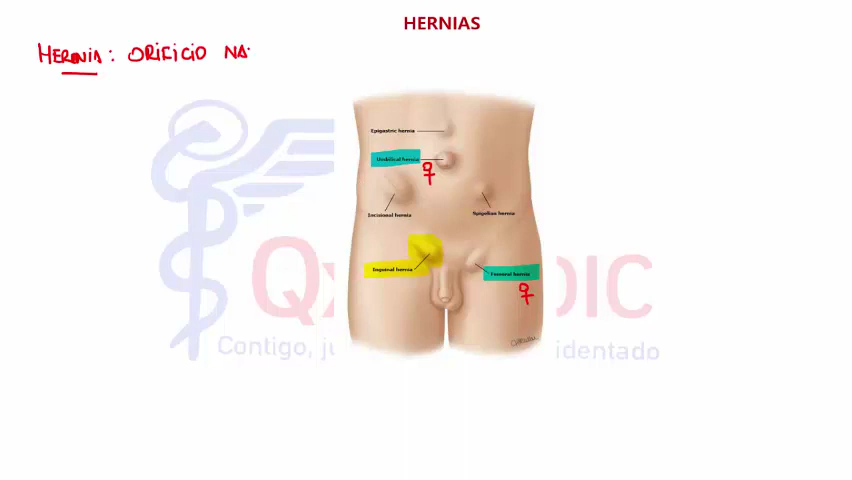 HERNIAS
HERNIA: ORIFICIO NA
Epigastric hernia
Umbilical hernia
♀
Incisional hernia
Spigelian hernia
Inguinal hernia
Femoral hernia
♀
Contigo, ju
identado
DIC